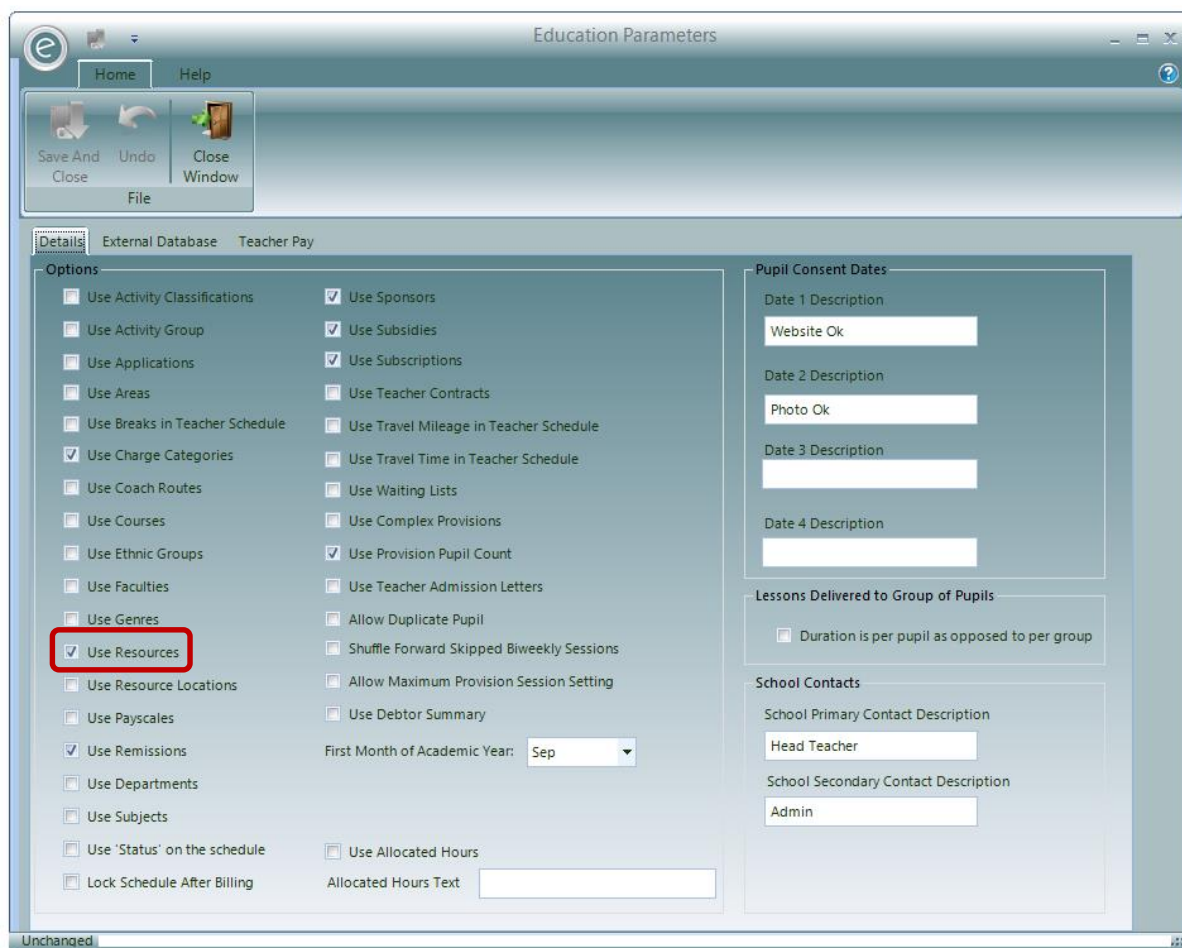 Education Parameters
Home Help
Save And Close
Undo
Close Window
File
Details External Database Teacher Pay
Options
Use Activity Classifications
Use Activity Group
Use Applications
Use Areas
Use Breaks in Teacher Schedule
Use Charge Categories
Use Coach Routes
Use Courses
Use Ethnic Groups
Use Faculties
Use Genres
Use Resources
Use Resource Locations
Use Payscales
Use Remissions
Use Departments
Use Subjects
Use 'Status' on the schedule
Lock Schedule After Billing
Use Sponsors
Use Subsidies
Use Subscriptions
Use Teacher Contracts
Use Travel Mileage in Teacher Schedule
Use Travel Time in Teacher Schedule
Use Waiting Lists
Use Complex Provisions
Use Provision Pupil Count
Use Teacher Admission Letters
Allow Duplicate Pupil
Shuffle Forward Skipped Biweekly Sessions
Allow Maximum Provision Session Setting
Use Debtor Summary
First Month of Academic Year: Sep
Use Allocated Hours
Allocated Hours Text
Pupil Consent Dates
Date 1 Description
Website Ok
Date 2 Description
Photo Ok
Date 3 Description
Date 4 Description
Lessons Delivered to Group of Pupils
Duration is per pupil as opposed to per group
School Contacts
School Primary Contact Description
Head Teacher
School Secondary Contact Description
Admin
Unchanged